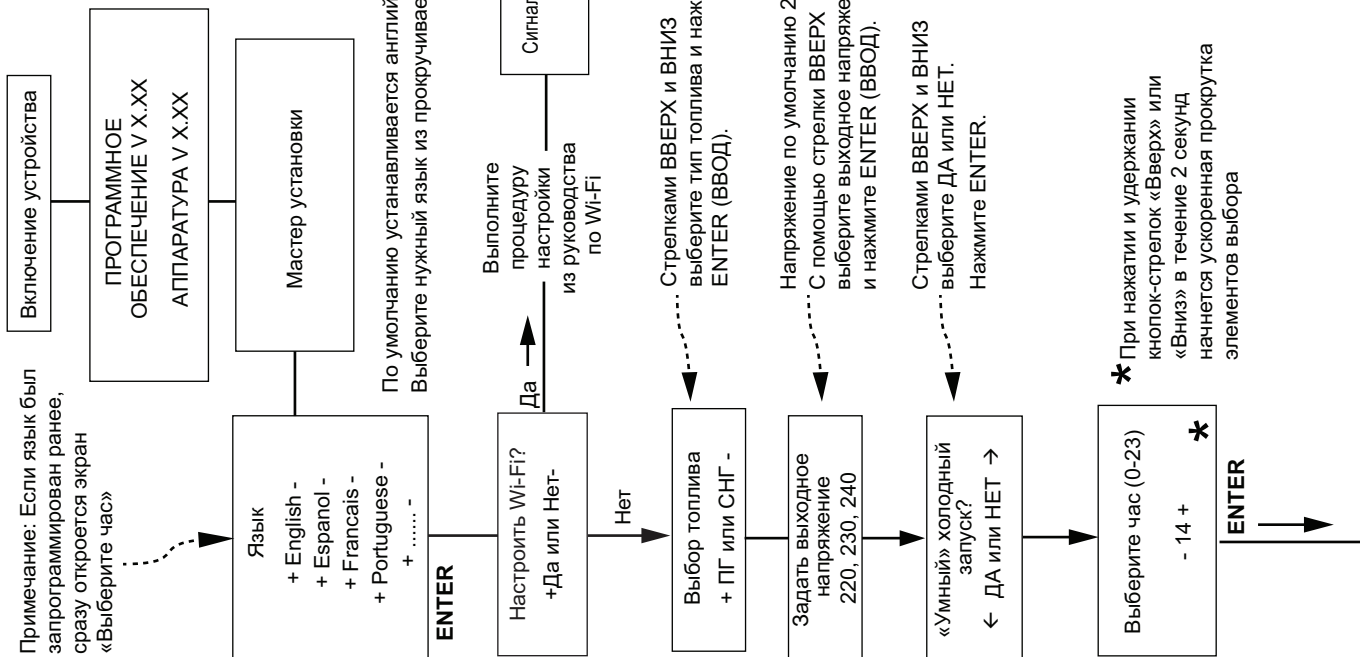 Включение устройства
ПРОГРАММНОЕ
ОБЕСПЕЧЕНИЕ V X.XX
АППАРАТУРА V X.XX
Мастер установки
Примечание: Если язык был
запрограммирован ранее,
сразу откроется экран
«Выберите час»
Язык
+ English -
+ Espanol -
+ Francais -
+ Portuguese -
+ ...... -
ENTER
По умолчанию устанавливается
Выберите нужный язык из
Настроить Wi-Fi?
+Да или Нет-
Да
Выполните
процедуру
настройки
из руководства
по Wi-Fi
Нет
Выбор топлива
+ ПГ или СНГ -
Стрелками ВВЕРХ и ВНИЗ
выберите тип топлива и
ENTER (ВВОД).
Задать выходное
напряжение
220, 230, 240
Напряжение по умолчанию
С помощью стрелки ВВЕРХ
выберите выходное
и нажмите ENTER (ВВОД).
«Умный» холодный
запуск?
← ДА или НЕТ →
Стрелками ВВЕРХ и ВНИЗ
выберите ДА или НЕТ.
Нажмите ENTER.
Выберите час (0-23)
- 14 +
*
ENTER
* При нажатии и удержании
кнопок-стрелок «Вверх» или
«Вниз» в течение 2 секунд
начнется ускоренная прокрутка
элементов выбора